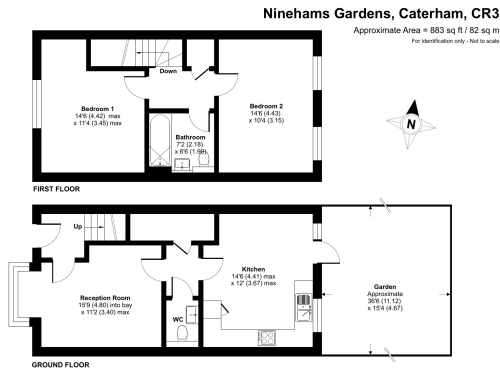 Ninehams Gardens, Caterham, CR3
Approximate Area = 883 sq ft / 82 sq m
For identification only - Not to scale
Down
Bedroom 1
14'6 (4.42) max
x 11'4 (3.45) max
Bedroom 2
14'6 (4.43)
x 10'4 (3.15)
Bathroom
7'2 (2.18)
x 6'6 (1.99)
N
FIRST FLOOR
Up
Reception Room
15'9 (4.80) into bay
x 11'2 (3.40) max
WC
Kitchen
14'6 (4.41) max
x 12' (3.67) max
Garden
Approximate
36'6 (11.12)
x 15'4 (4.67)
GROUND FLOOR